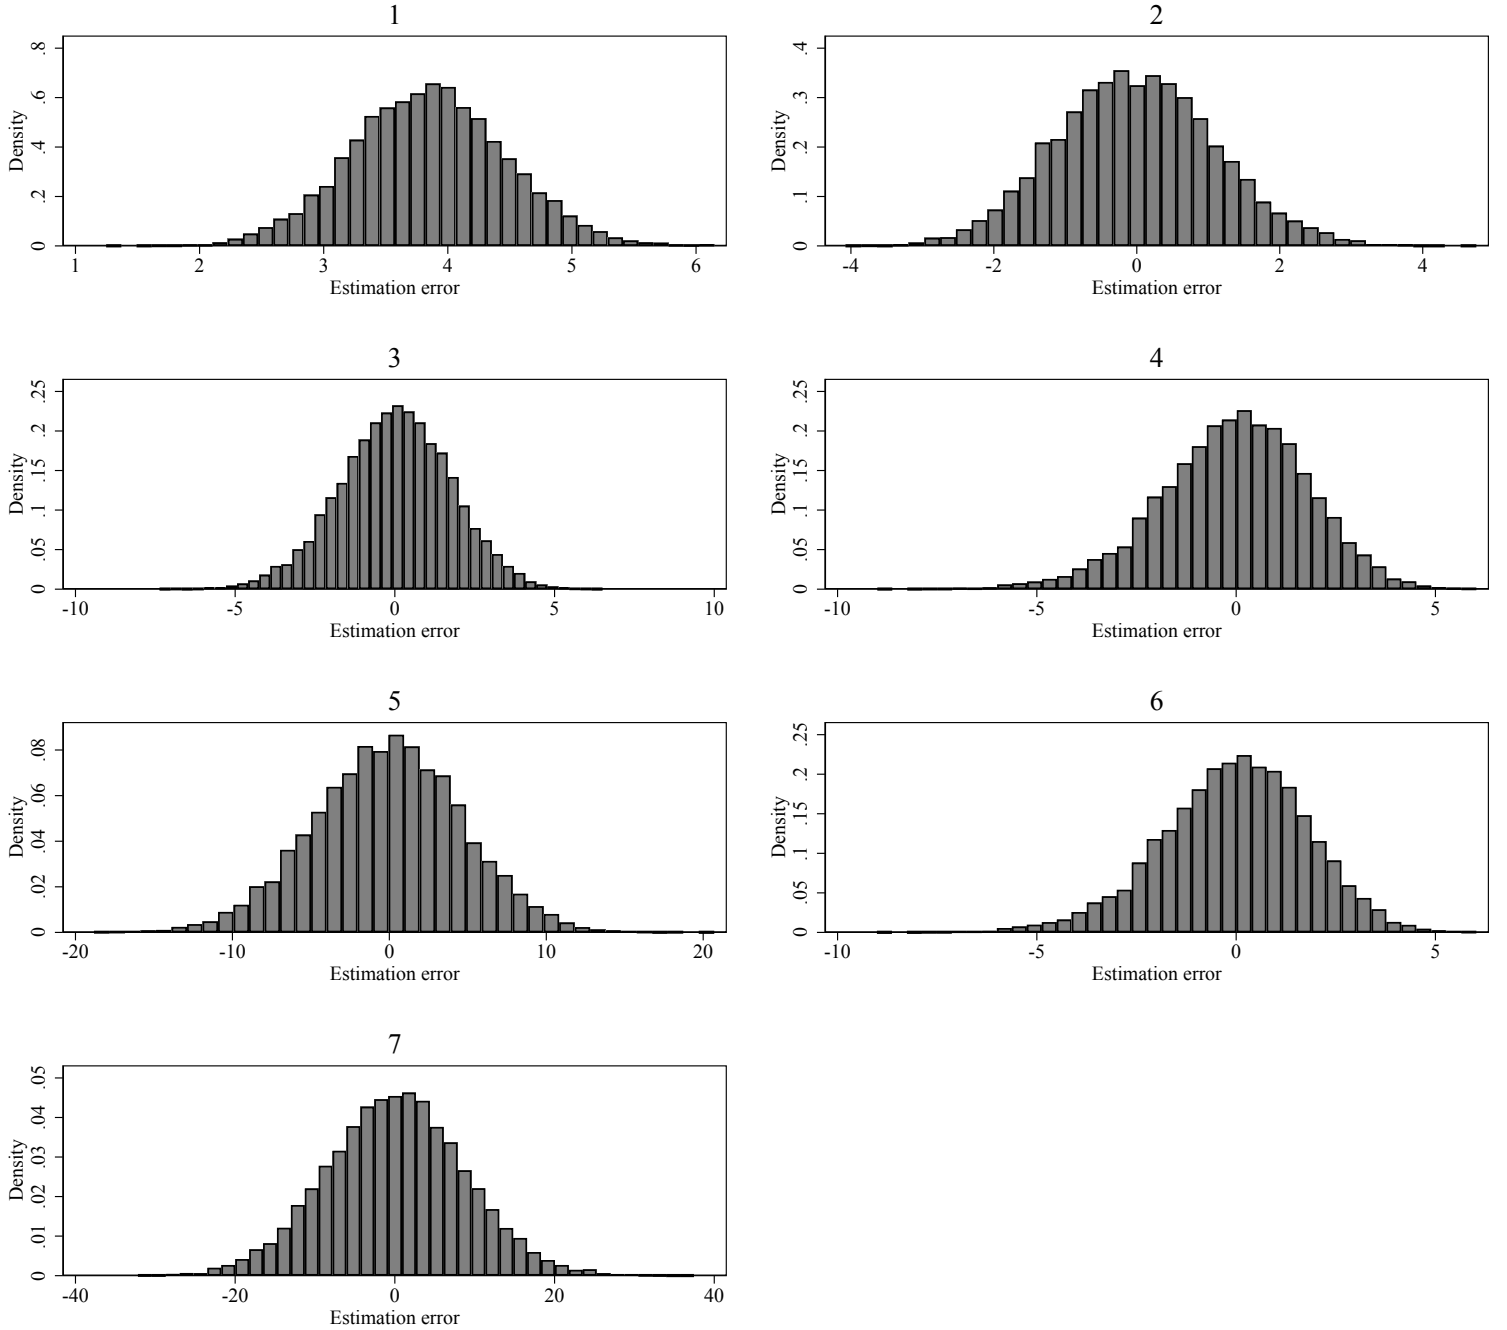 1
Density
0 .2 .4 .6 .8
1 2 3 4 5 6
Estimation error
2
Density
0 .1 .2 .3 .4
-4 -2 0 2 4
Estimation error
3
Density
0 .05 .1 .15 .2 .25
-10 -5 0 5 10
Estimation error
4
Density
0 .05 .1 .15 .2 .25
-10 -5 0 5
Estimation error
5
Density
0 .02 .04 .06 .08
-20 -10 0 10 20
Estimation error
6
Density
0 .05 .1 .15 .2 .25
-10 -5 0 5
Estimation error
7
Density
0 .01 .02 .03 .04 .05
-40 -20 0 20 40
Estimation error